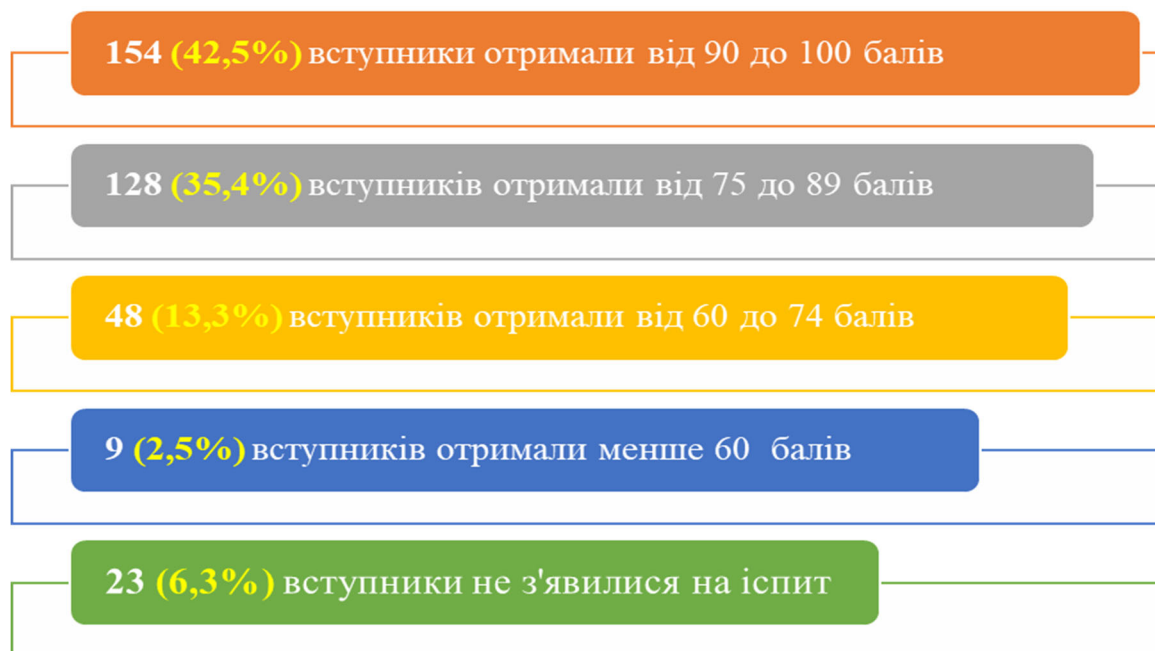 154 (42,5%) вступники отримали від 90 до 100 балів
128 (35,4%) вступників отримали від 75 до 89 балів
48 (13,3%) вступників отримали від 60 до 74 балів
9 (2,5%) вступників отримали менше 60 балів
23 (6,3%) вступники не з'явилися на іспит